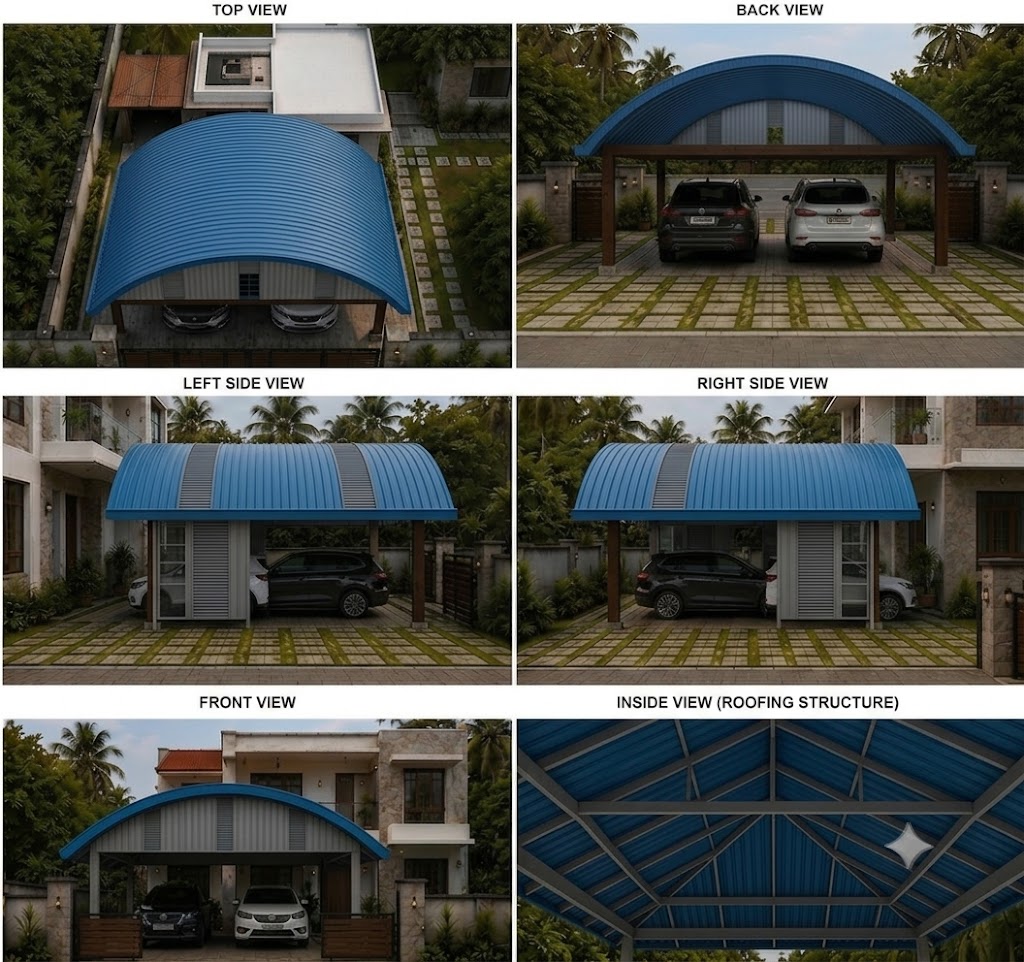 TOP VIEW
BACK VIEW
LEFT SIDE VIEW
RIGHT SIDE VIEW
FRONT VIEW
INSIDE VIEW (ROOFING STRUCTURE)